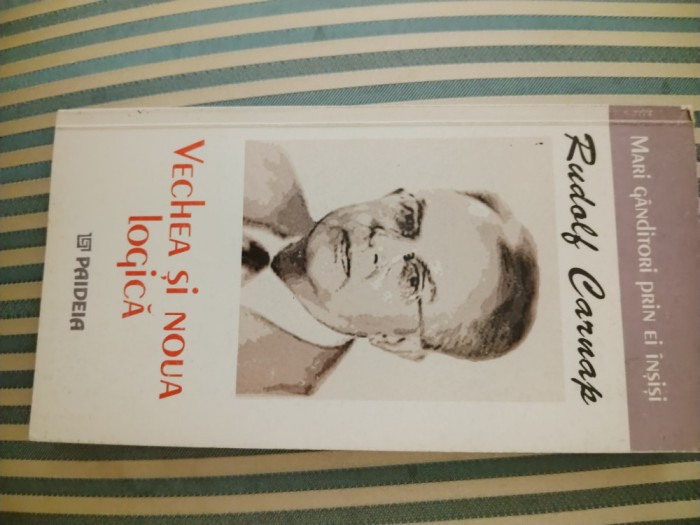 MARI GÂNDITORI PRIN EI ÎNȘIȘI
Rudolf Carnap
VECHEA ȘI NOUA
LOGICĂ
PAIDEIA